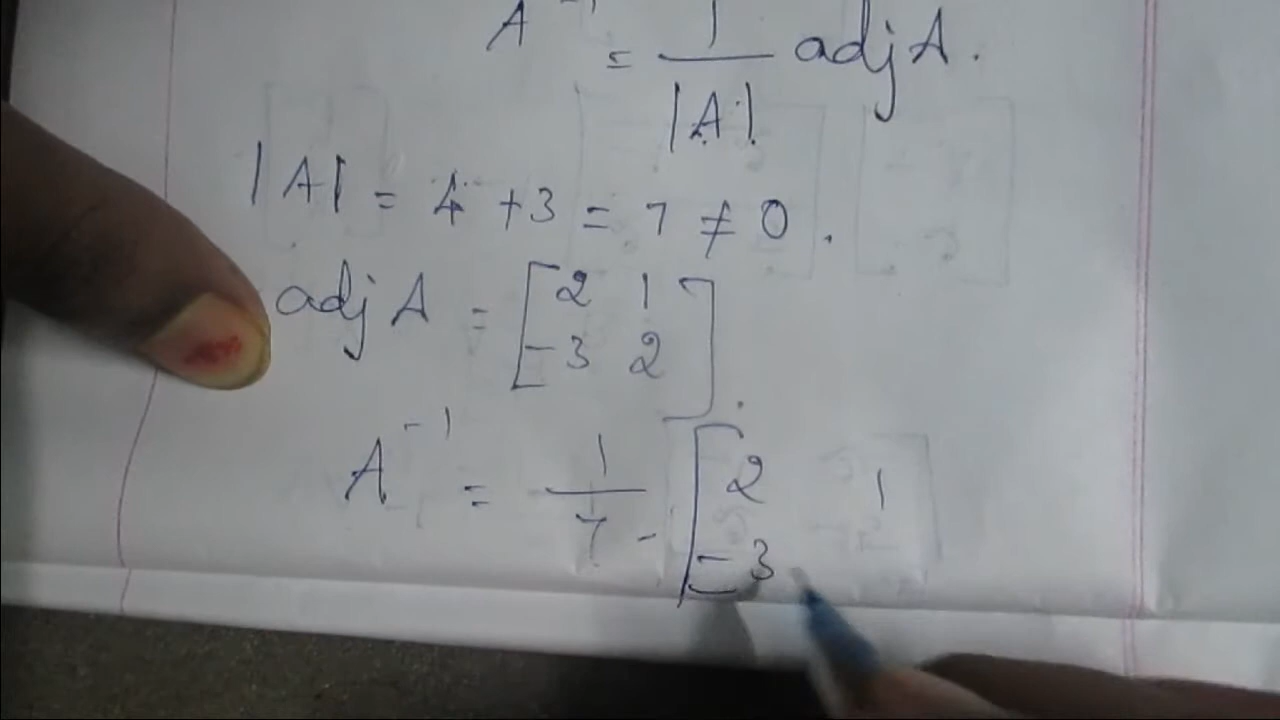 A⁻¹ = 1/|A| adj A.
|A| = 4 + 3 = 7 ≠ 0.
adj A = [2 1
-3 2].
A⁻¹ = 1/7 [2 1
-3